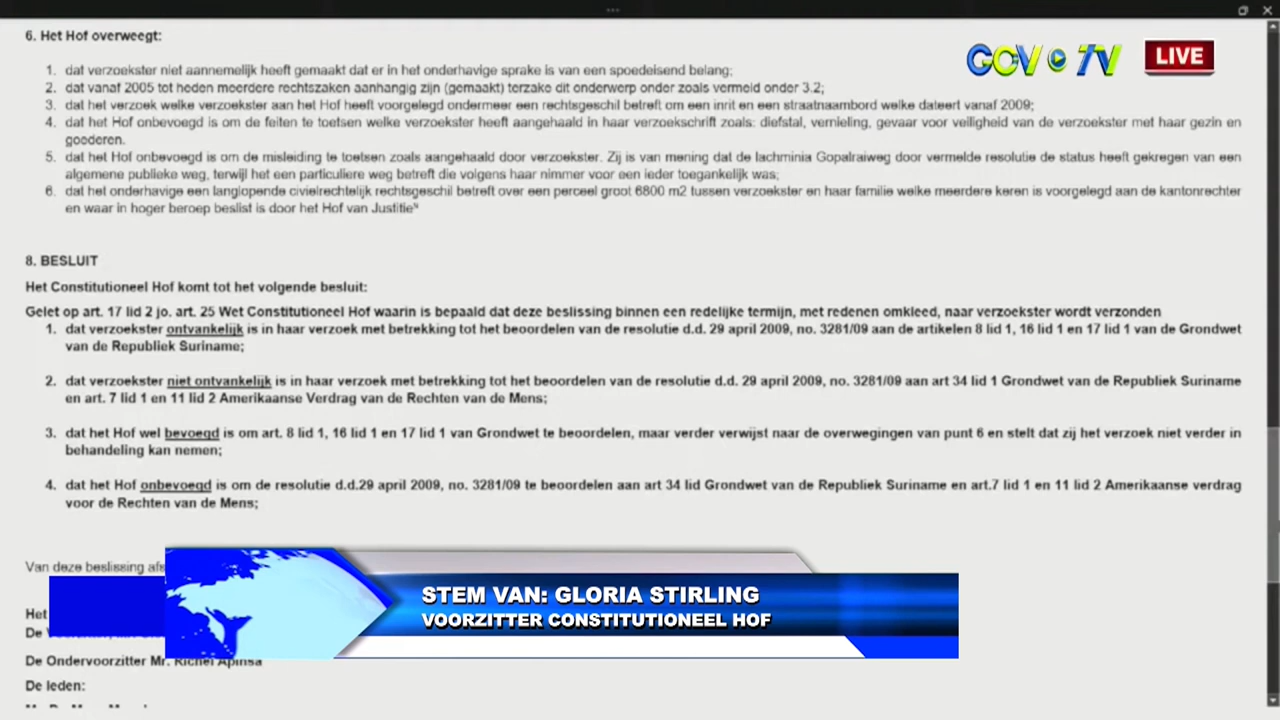 6. Het Hof overweegt:
GOV TV
LIVE
1. dat verzoekster niet aannemelijk heeft gemaakt dat er in het onderhavige sprake is van een spoedeisend belang;
2. dat vanaf 2005 tot heden meerdere rechtszaken aanhangig zijn (gemaakt) terzake dit onderwerp onder zoals vermeld onder 3.2;
3. dat het verzoek welke verzoekster aan het Hof heeft voorgelegd ondermeer een rechtsgeschil betreft om een inrit en een straatnaambord welke dateert vanaf 2009;
4. dat het Hof onbevoegd is om de feiten te toetsen welke verzoekster heeft aangehaald in haar verzoekschrift zoals: diefstal, vernieling, gevaar voor veiligheid van de verzoekster met haar gezin en
goederen.
5. dat het Hof onbevoegd is om de misleiding te toetsen zoals aangehaald door verzoekster. Zij is van mening dat de lachminia Gopalraiweg door vermelde resolutie de status heeft gekregen van een
algemene publieke weg, terwijl het een particuliere weg betreft die volgens haar nimmer voor een ieder toegankelijk was;
6. dat het onderhavige een langlopende civielrechtelijk rechtsgeschil betreft over een perceel groot 6800 m2 tussen verzoekster en haar familie welke meerdere keren is voorgelegd aan de kantonrechter
en waar in hoger beroep beslist is door het Hof van Justitie
8. BESLUIT
Het Constitutioneel Hof komt tot het volgende besluit:
Gelet op art. 17 lid 2 jo. art. 25 Wet Constitutioneel Hof waarin is bepaald dat deze beslissing binnen een redelijke termijn, met redenen omkleed, naar verzoekster wordt verzonden
1. dat verzoekster ontvankelijk is in haar verzoek met betrekking tot het beoordelen van de resolutie d.d. 29 april 2009, no. 3281/09 aan de artikelen 8 lid 1, 16 lid 1 en 17 lid 1 van de Grondwet
van de Republiek Suriname;
2. dat verzoekster niet ontvankelijk is in haar verzoek met betrekking tot het beoordelen van de resolutie d.d. 29 april 2009, no. 3281/09 aan art 34 lid 1 Grondwet van de Republiek Suriname
en art. 7 lid 1 en 11 lid 2 Amerikaanse Verdrag van de Rechten van de Mens;
3. dat het Hof wel bevoegd is om art. 8 lid 1, 16 lid 1 en 17 lid 1 van Grondwet te beoordelen, maar verder verwijst naar de overwegingen van punt 6 en stelt dat zij het verzoek niet verder in
behandeling kan nemen;
4. dat het Hof onbevoegd is om de resolutie d.d.29 april 2009, no. 3281/09 te beoordelen aan art 34 lid Grondwet van de Republiek Suriname en art.7 lid 1 en 11 lid 2 Amerikaanse verdrag
voor de Rechten van de Mens;
Van deze beslissing afs
STEM VAN: GLORIA STIRLING
VOORZITTER CONSTITUTIONEEL HOF
Het
De
De Ondervoorzitter Mr. Richel Apinsa
De leden: